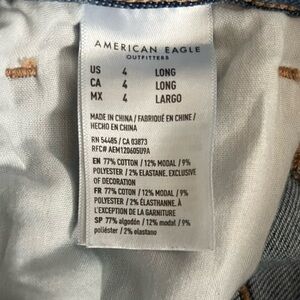 AMERICAN EAGLE
OUTFITTERS
US 4 LONG
CA 4 LONG
MX 4 LARGO
MADE IN CHINA / FABRIQUÉ EN CHINE /
HECHO EN CHINA
RN 54485 / CA 03873
RFC# AEM120605U9A
EN 77% COTTON / 12% MODAL / 9%
POLYESTER / 2% ELASTANE, EXCLUSIVE
OF DECORATION
FR 77% COTON / 12% MODAL / 9%
POLYESTER / 2% ÉLASTHANNE, À
L'EXCEPTION DE LA GARNITURE
SP 77% algodón / 12% modal / 9%
poliéster / 2% elastano